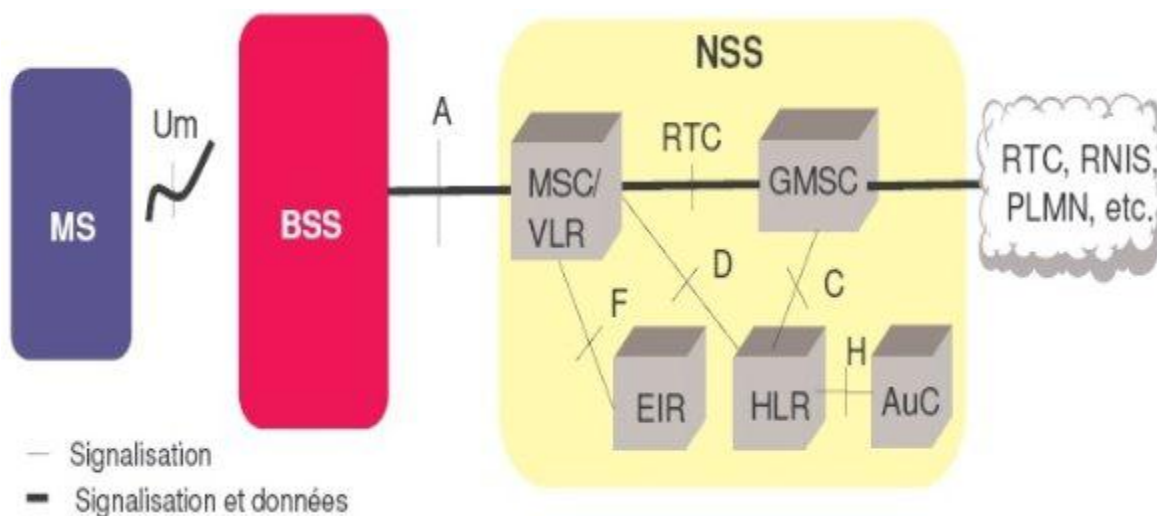 NSS
Um
A
RTC
MS
BSS
MSC/
VLR
GMSC
RTC, RNIS,
PLMN, etc.
D
C
F
H
EIR
HLR
AuC
Signalisation
Signalisation et données